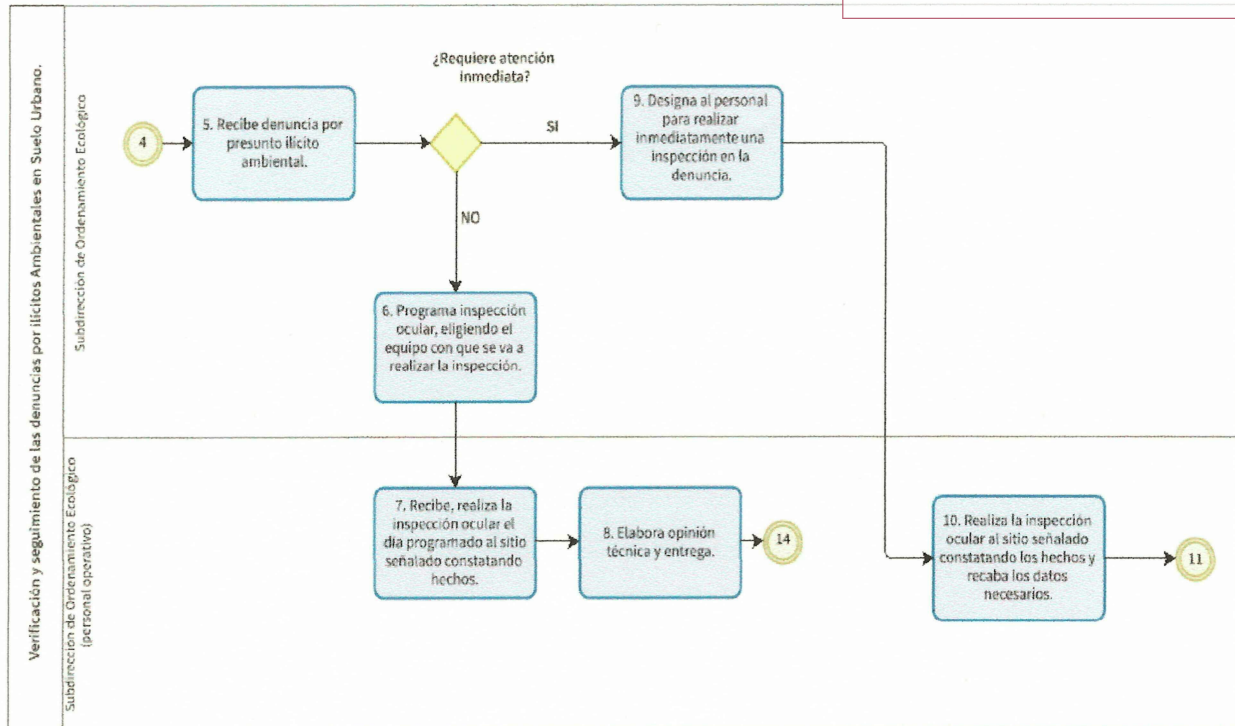 Verificación y seguimiento de las denuncias por ilícitos Ambientales en Suelo Urbano.
Subdirección de Ordenamiento Ecológico
4
5. Recibe denuncia por
presunto ilícito
ambiental.
¿Requiere atención
inmediata?
SI
9. Designa al personal
para realizar
inmediatamente una
inspección en la
denuncia.
NO
6. Programa inspección
ocular, eligiendo el
equipo con que se va a
realizar la inspección.
Subdirección de Ordenamiento Ecológico
(personal operativo)
7. Recibe, realiza la
inspección ocular el
día programado al sitio
señalado constatando
hechos.
8. Elabora opinión
técnica y entrega.
14
10. Realiza la inspección
ocular al sitio señalado
constatando los hechos y
recaba los datos
necesarios.
11